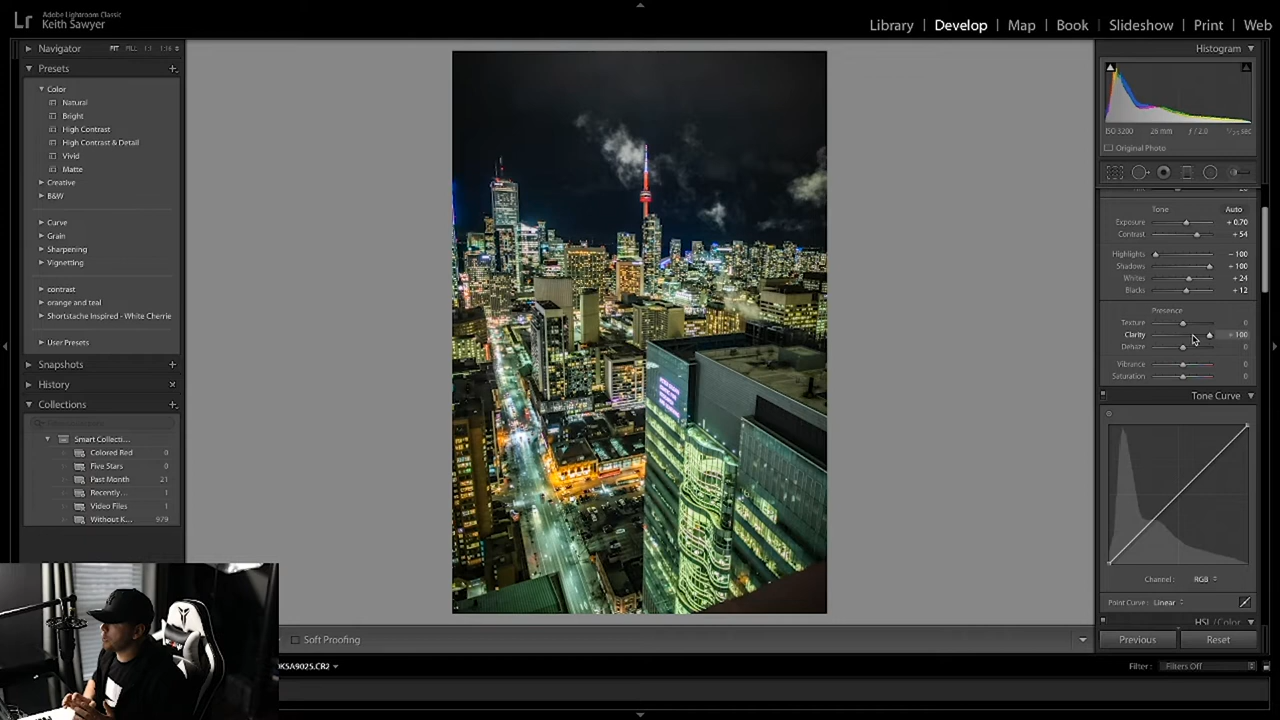 Lr
Adobe Lightroom Classic
Keith Sawyer
Library Develop Map Book Slideshow Print Web
Navigator FIT FILL 1:1 1:16
Presets
Color
Natural
Bright
High Contrast
High Contrast & Detail
Vivid
Matte
Creative
B&W
Curve
Grain
Sharpening
Vignetting
contrast
orange and teal
Shortstache Inspired - White Cherrie
User Presets
Snapshots
History
Collections
Smart Collecti...
Colored Red 0
Five Stars 0
Past Month 21
Recently... 1
Video Files 1
Without K... 979
Soft Proofing
Histogram
ISO 3200 26 mm ƒ / 2.0
Original Photo
Tone Auto
Exposure + 0.70
Contrast + 54
Highlights - 100
Shadows + 100
Whites + 24
Blacks + 12
Presence
Texture 0
Clarity + 100
Dehaze 0
Vibrance 0
Saturation 0
Tone Curve
Channel : RGB
Point Curve : Linear
HSL / Color
Previous Reset
Filter : Filters Off